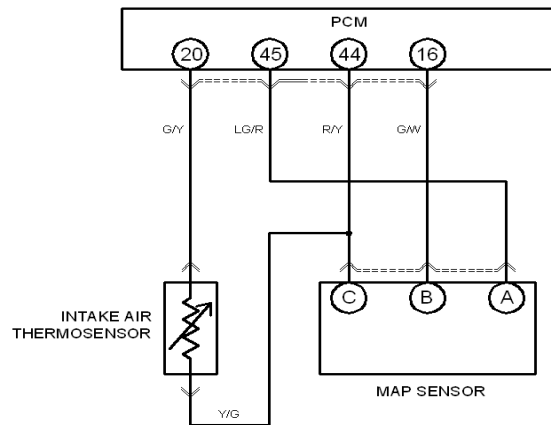 PCM
20 45 44 16
G/Y LG/R R/Y G/W
C B A
INTAKE AIR
THERMOSENSOR
MAP SENSOR
Y/G